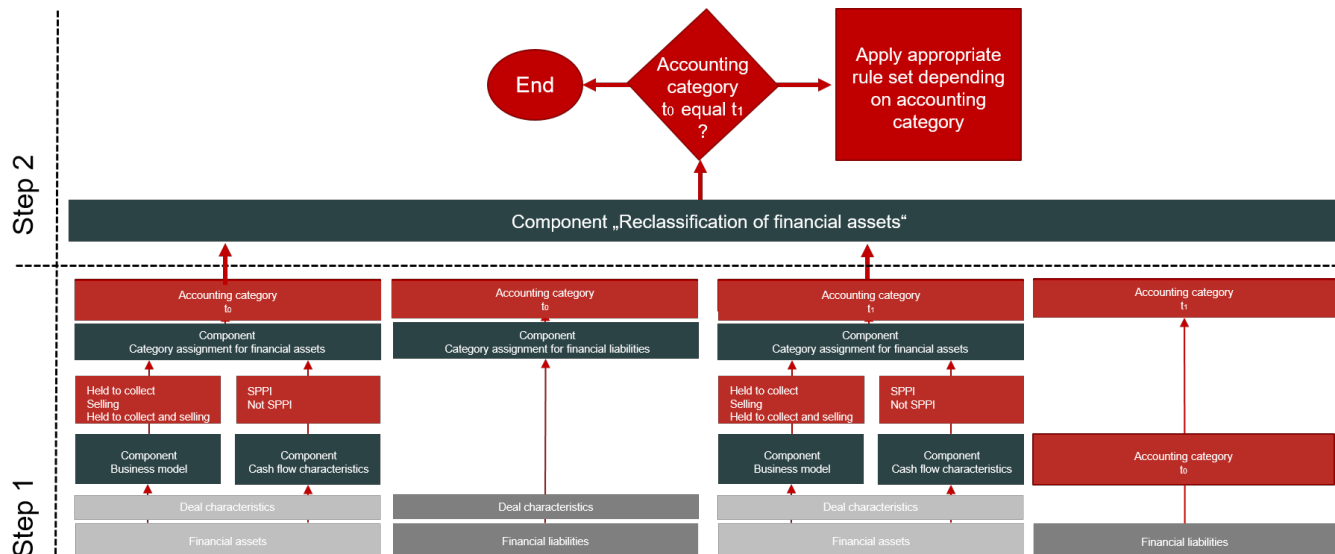 Step 2
End
Accounting
category
t0 equal t1
?
Apply appropriate
rule set depending
on accounting
category
Component „Reclassification of financial assets“
Step 1
Accounting category
t0
Component
Category assignment for financial assets
Held to collect
Selling
Held to collect and selling
SPPI
Not SPPI
Component
Business model
Component
Cash flow characteristics
Deal characteristics
Financial assets
Accounting category
t0
Component
Category assignment for financial liabilities
Deal characteristics
Financial liabilities
Accounting category
t1
Component
Category assignment for financial assets
Held to collect
Selling
Held to collect and selling
SPPI
Not SPPI
Component
Business model
Component
Cash flow characteristics
Deal characteristics
Financial assets
Accounting category
t1
Accounting category
t0
Financial liabilities